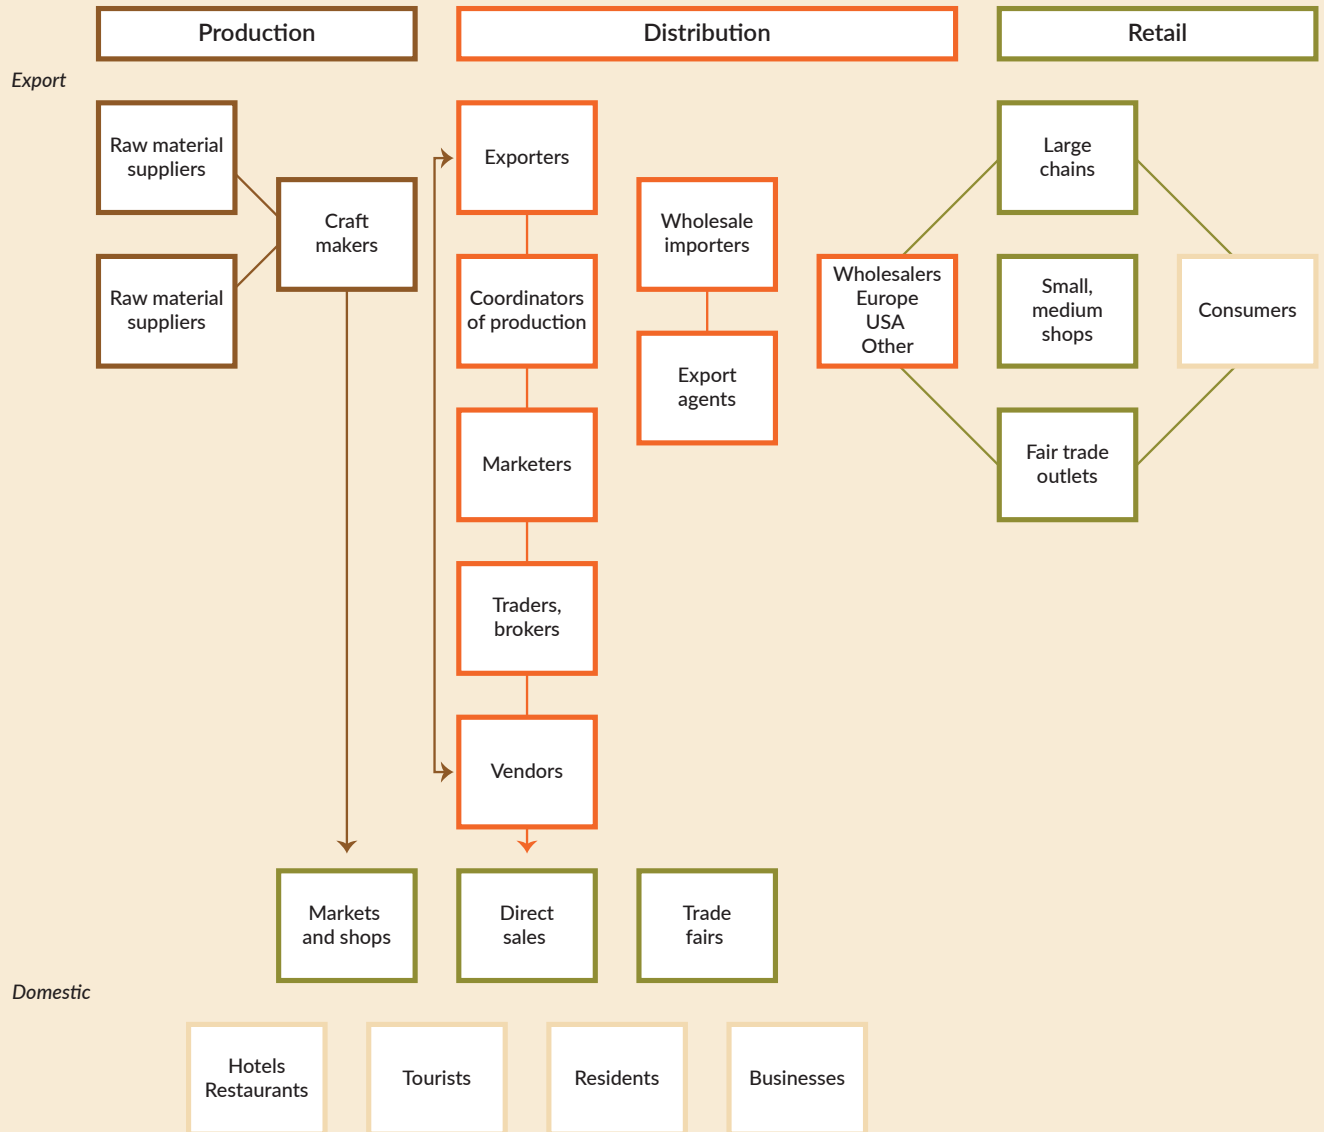 Production
Distribution
Retail
Export
Raw material
suppliers
Raw material
suppliers
Craft
makers
Exporters
Coordinators
of production
Marketers
Traders,
brokers
Vendors
Wholesale
importers
Export
agents
Wholesalers
Europe
USA
Other
Large
chains
Small,
medium
shops
Fair trade
outlets
Consumers
Markets
and shops
Direct
sales
Trade
fairs
Domestic
Hotels
Restaurants
Tourists
Residents
Businesses